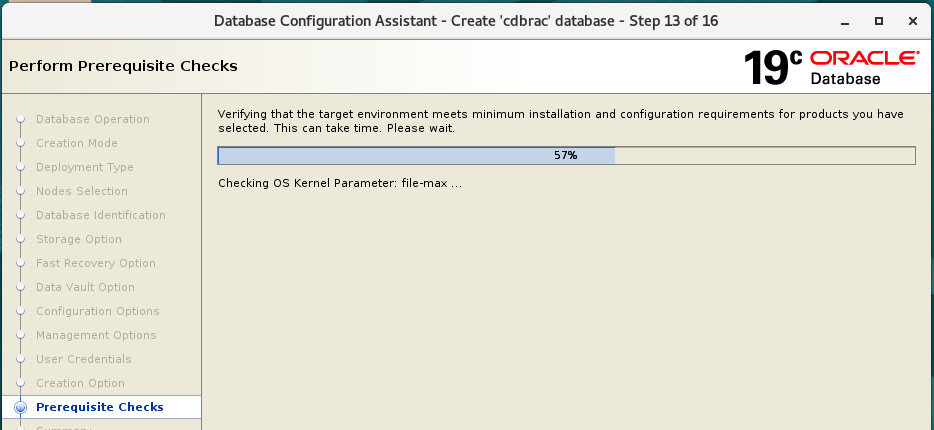 Database Configuration Assistant - Create 'cdbrac' database - Step 13 of 16
Perform Prerequisite Checks
19c ORACLE
Database
Database Operation
Creation Mode
Deployment Type
Nodes Selection
Database Identification
Storage Option
Fast Recovery Option
Data Vault Option
Configuration Options
Management Options
User Credentials
Creation Option
Prerequisite Checks
Summary
Verifying that the target environment meets minimum installation and configuration requirements for products you have
selected. This can take time. Please wait.
57%
Checking OS Kernel Parameter: file-max ...